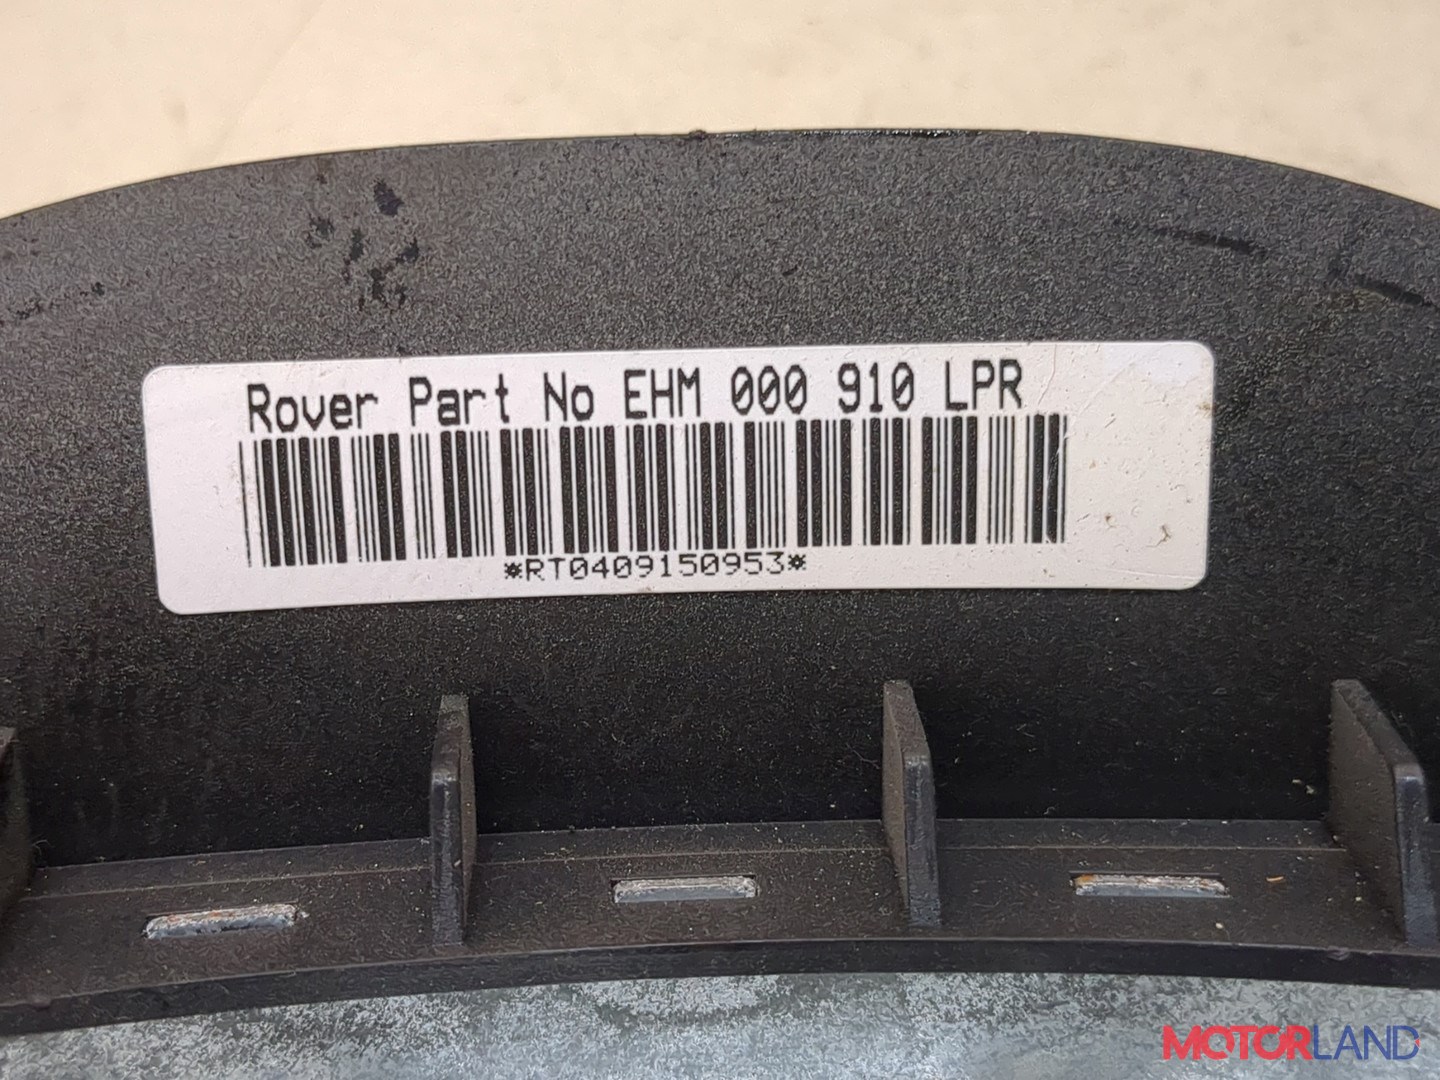 Rover Part No EHM 000 910 LPR
*RT0409150953*
MOTORLAND